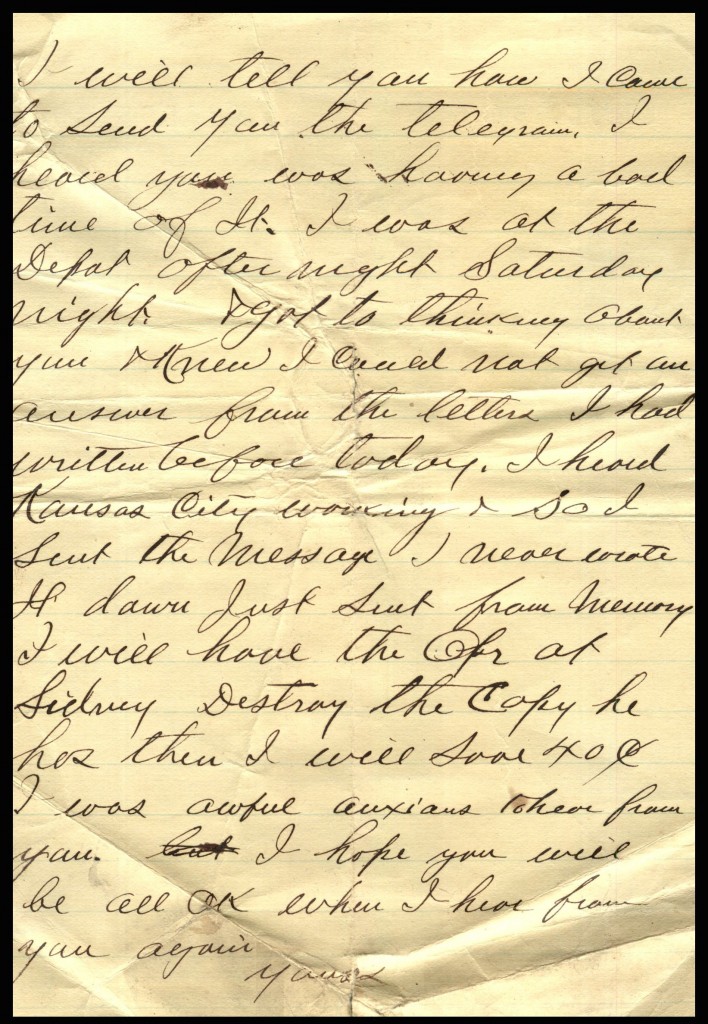 I will tell you how I Came
to Send you the telegram. I
heard you was having a bad
time of It. I was at the
Depot after night Saturday
night. & got to thinking about
you & Knew I Could not get an
answer from the letters I had
written before today. I heard
Kansas City working & so I
Sent the Message I never wrote
It down Just Sent from Memory
I will have the Opr at
Sidney Destroy the Copy he
has then I will Save 40¢
I was awful anxious to hear from
you. but I hope you will
be all OK when I hear from
you again
Yours